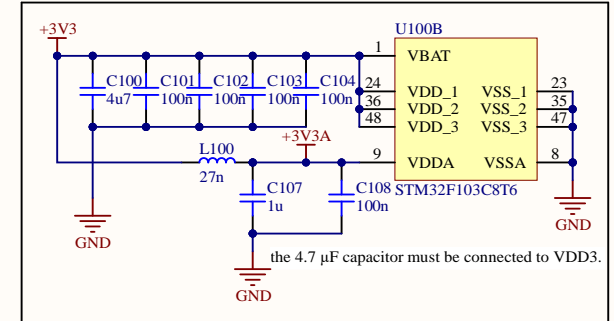 +3V3
U100B
1 VBAT
C100 C101 C102 C103 C104
4u7 100n 100n 100n 100n
24 VDD_1 VSS_1 23
36 VDD_2 VSS_2 35
48 VDD_3 VSS_3 47
L100
27n
+3V3A
9 VDDA VSSA 8
C107
1u
C108
100n
STM32F103C8T6
GND
GND
GND
the 4.7 µF capacitor must be connected to VDD3.